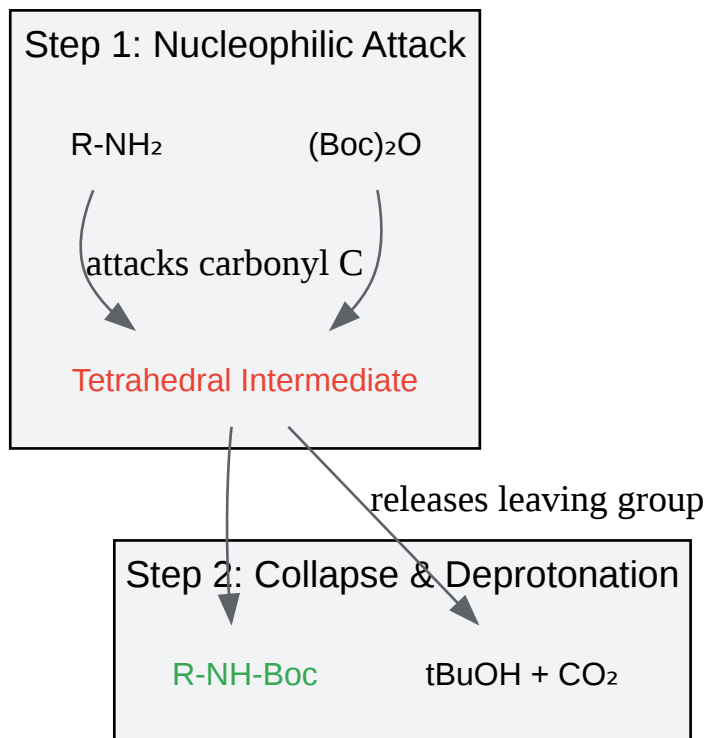 Step 1: Nucleophilic Attack
R-NH₂ (Boc)₂O
attacks carbonyl C
Tetrahedral Intermediate
releases leaving group
Step 2: Collapse & Deprotonation
R-NH-Boc tBuOH + CO₂